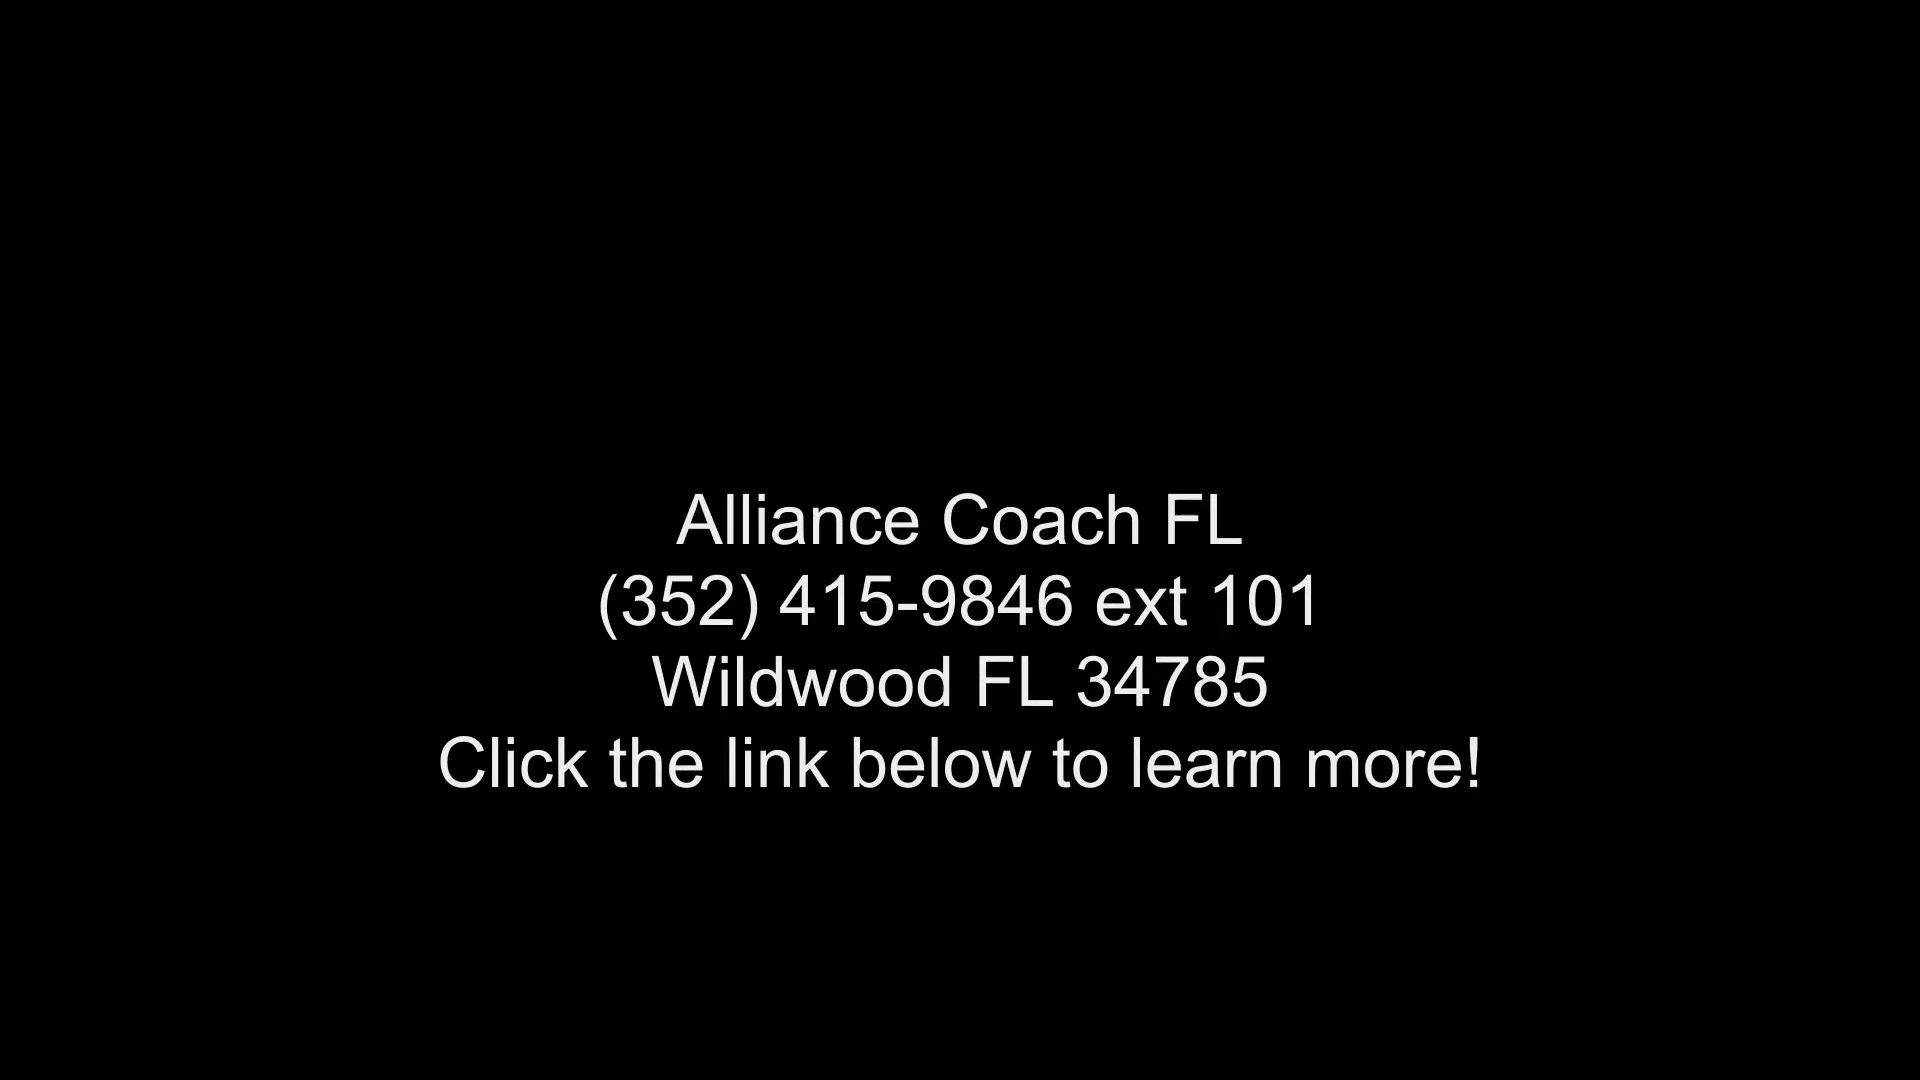 Alliance Coach FL
(352) 415-9846 ext 101
Wildwood FL 34785
Click the link below to learn more!